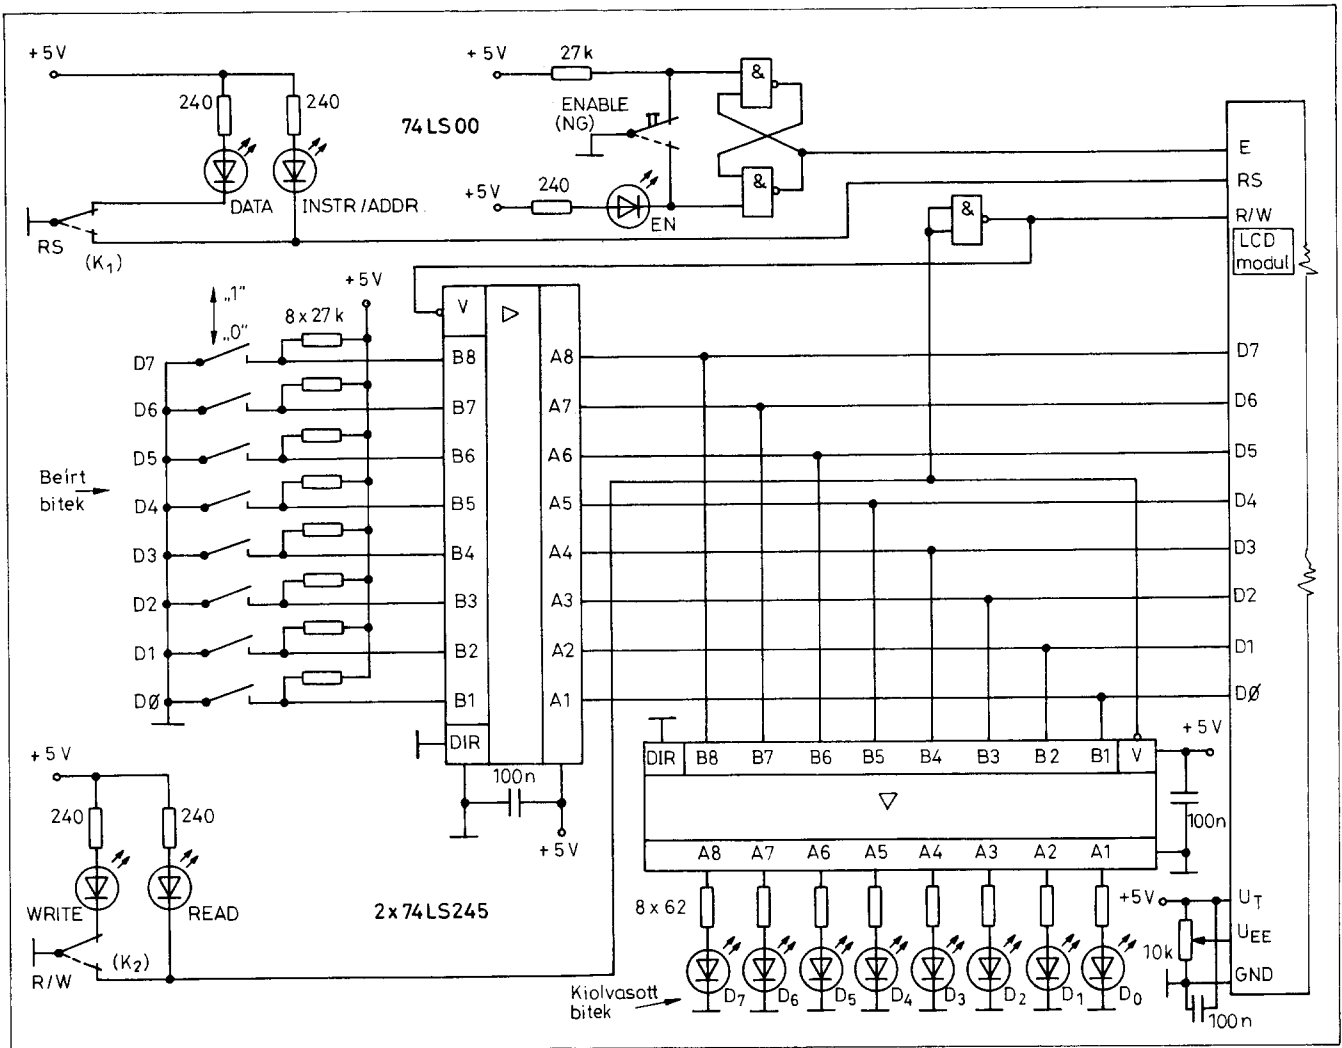 +5V
240
240
DATA
INSTR/ADDR.
RS
(K1)
74LS00
+5V
27k
ENABLE
(NG)
+5V
240
EN
&
&
&
E
RS
R/W
LCD
modul
D7
D6
D5
D4
D3
D2
D1
DØ
UT
UEE
GND
„1"
„0"
8x27k
+5V
Beírt
bitek
D7
D6
D5
D4
D3
D2
D1
DØ
V
B8
B7
B6
B5
B4
B3
B2
B1
DIR
A8
A7
A6
A5
A4
A3
A2
A1
100n
+5V
+5V
240
240
WRITE
READ
R/W
(K2)
2x74LS245
DIR B8 B7 B6 B5 B4 B3 B2 B1 V
A8 A7 A6 A5 A4 A3 A2 A1
+5V
100n
8x62
Kiolvasott
bitek
D7 D6 D5 D4 D3 D2 D1 D0
+5V
10k
100n